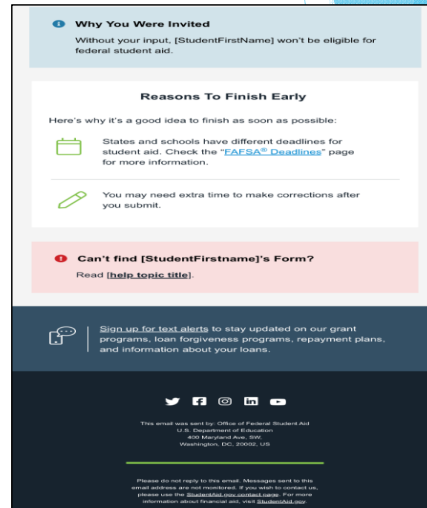 Why You Were Invited
Without your input, [StudentFirstName] won't be eligible for
federal student aid.
Reasons To Finish Early
Here's why it's a good idea to finish as soon as possible:
States and schools have different deadlines for
student aid. Check the "FAFSA® Deadlines" page
for more information.
You may need extra time to make corrections after
you submit.
Can't find [StudentFirstname]'s Form?
Read [help topic title].
Sign up for text alerts to stay updated on our grant
programs, loan forgiveness programs, repayment plans,
and information about your loans.
This email was sent by: Office of Federal Student Aid
U.S. Department of Education
400 Maryland Ave, SW,
Washington, DC, 20002, US
Please do not reply to this email. Messages sent to this
email address are not monitored. If you wish to contact us,
please use the StudentAid.gov contact page. For more
information about financial aid, visit StudentAid.gov.